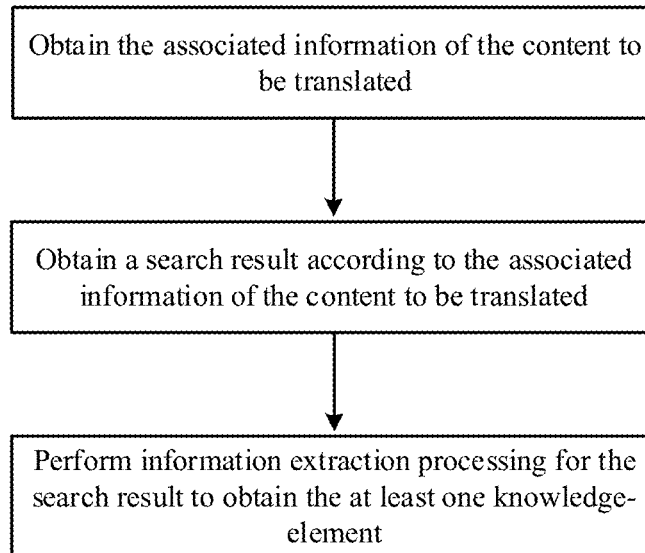 Obtain the associated information of the content to
be translated
Obtain a search result according to the associated
information of the content to be translated
Perform information extraction processing for the
search result to obtain the at least one knowledge-
element